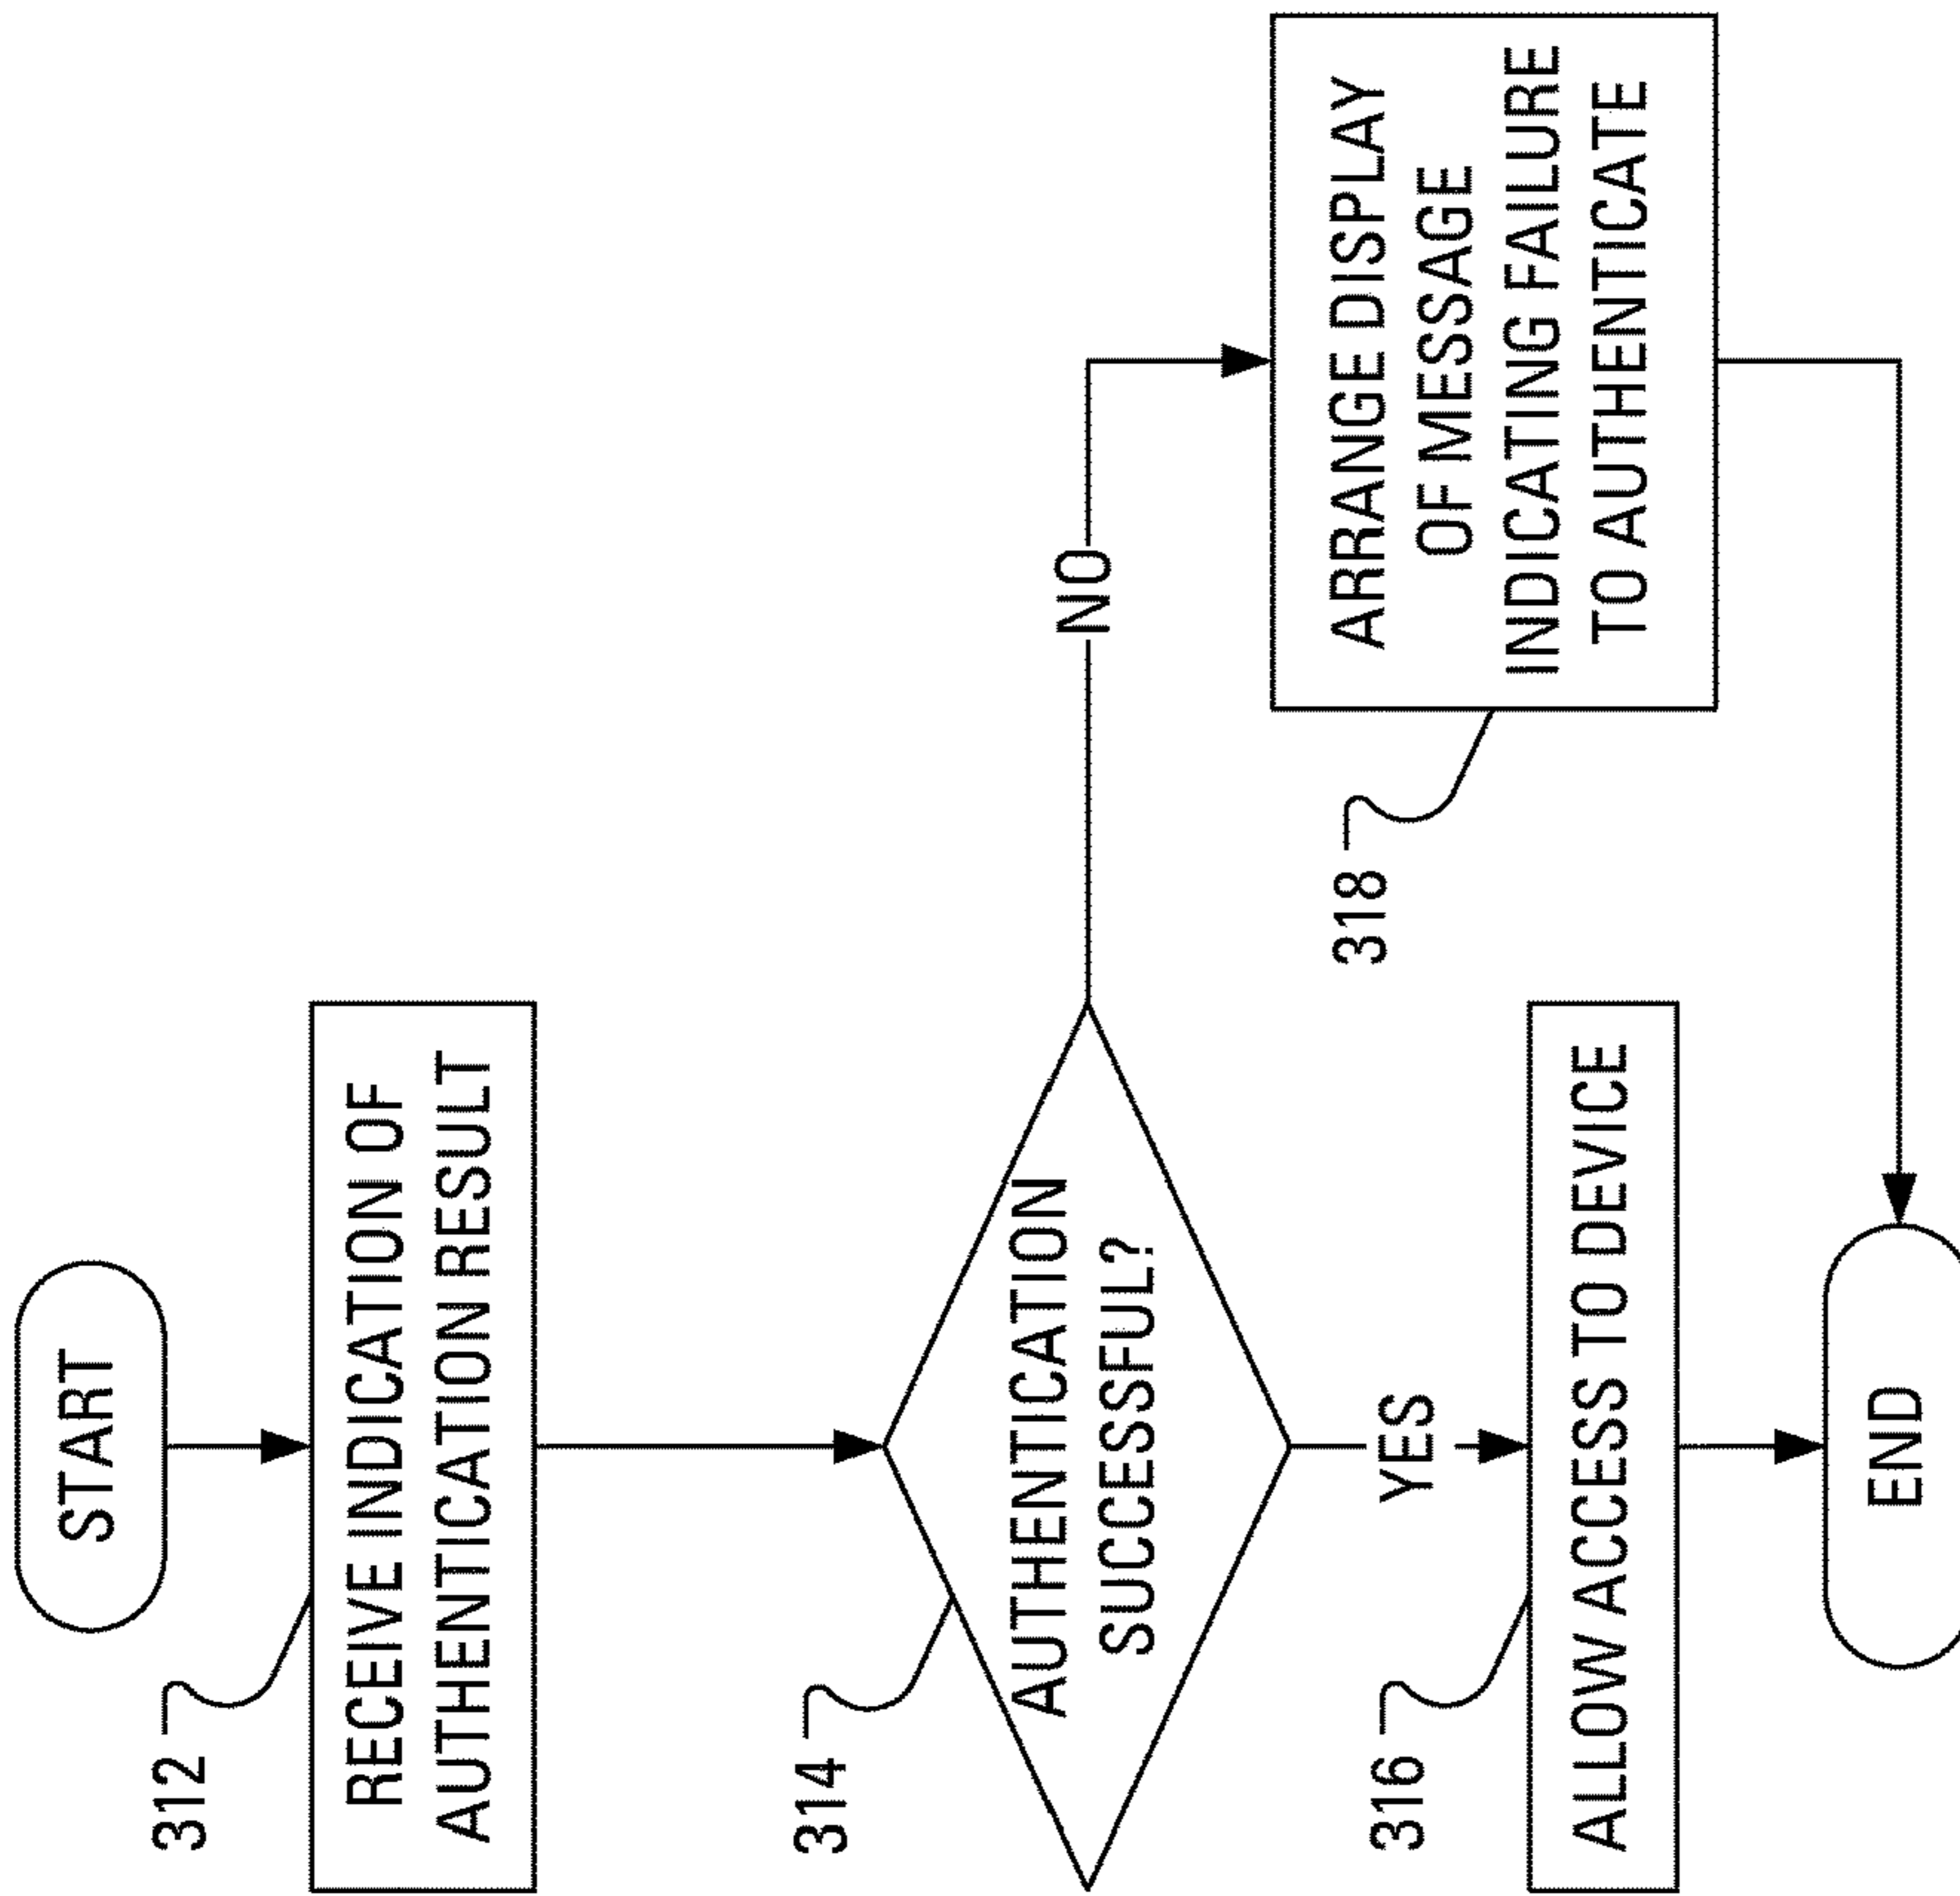 START
312
RECEIVE INDICATION OF
AUTHENTICATION RESULT
314
AUTHENTICATION
SUCCESSFUL?
NO
YES
316
ALLOW ACCESS TO DEVICE
318
ARRANGE DISPLAY
OF MESSAGE
INDICATING FAILURE
TO AUTHENTICATE
END